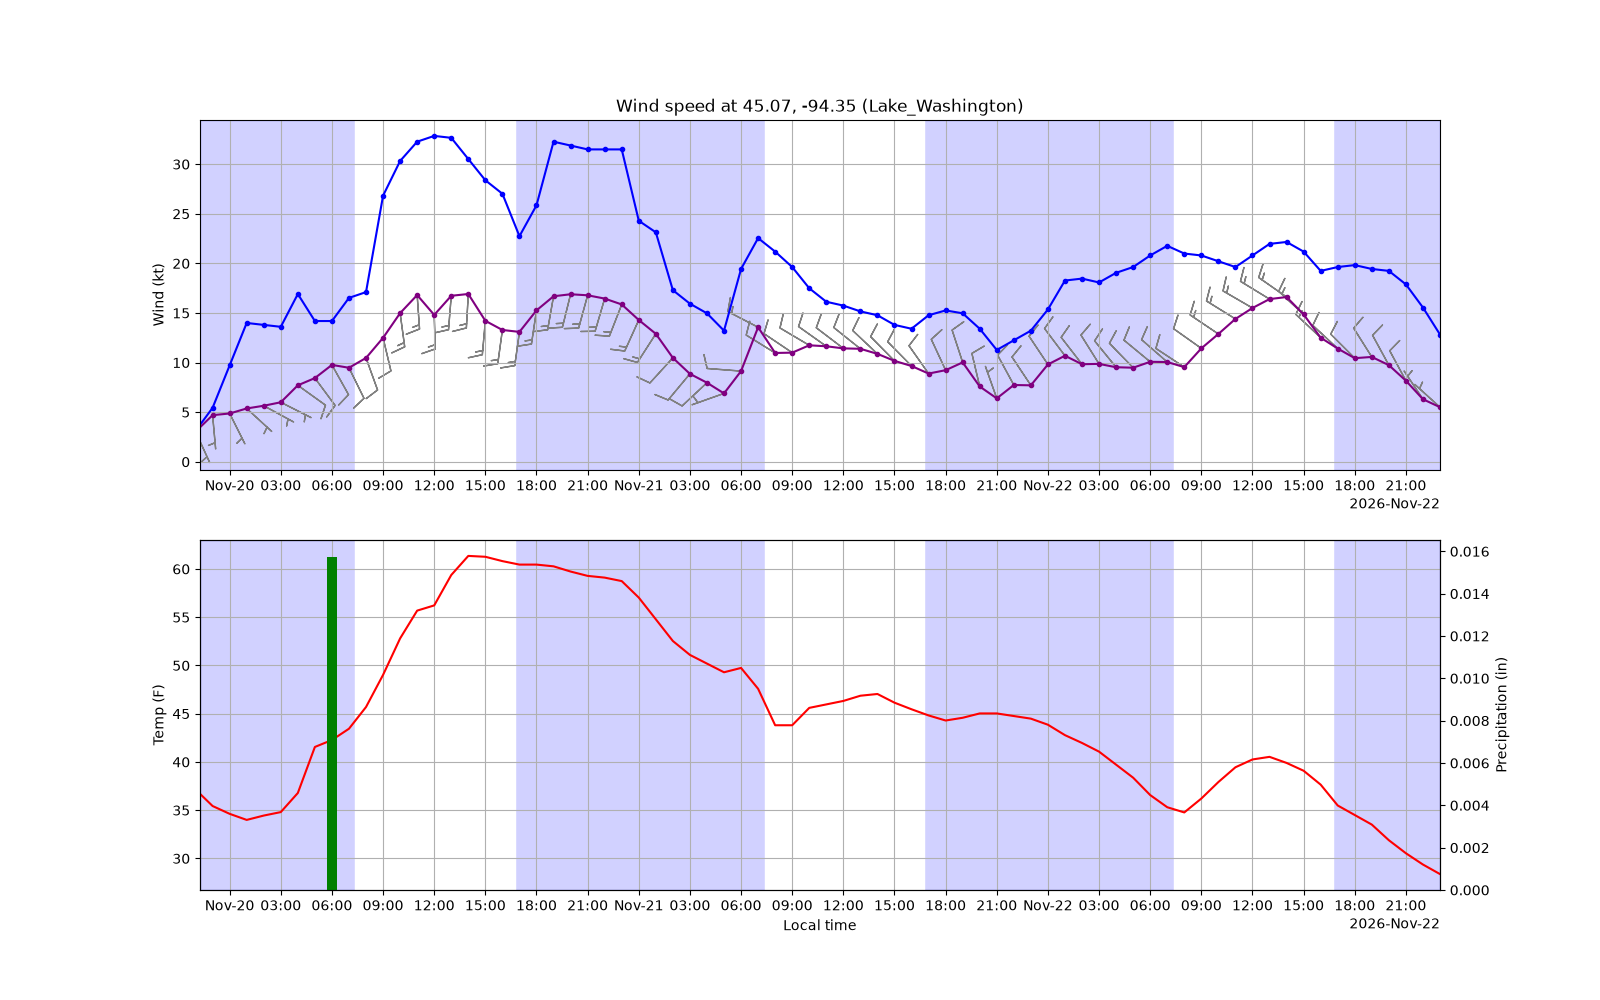 Wind speed at 45.07, -94.35 (Lake_Washington)
30
25
20
15
10
5
0
Wind (kt)
Nov-20 03:00 06:00 09:00 12:00 15:00 18:00 21:00 Nov-21 03:00 06:00 09:00 12:00 15:00 18:00 21:00 Nov-22 03:00 06:00 09:00 12:00 15:00 18:00 21:00
2026-Nov-22
60
55
50
45
40
35
30
Temp (F)
0.016
0.014
0.012
0.010
0.008
0.006
0.004
0.002
0.000
Precipitation (in)
Nov-20 03:00 06:00 09:00 12:00 15:00 18:00 21:00 Nov-21 03:00 06:00 09:00 12:00 15:00 18:00 21:00 Nov-22 03:00 06:00 09:00 12:00 15:00 18:00 21:00
Local time
2026-Nov-22